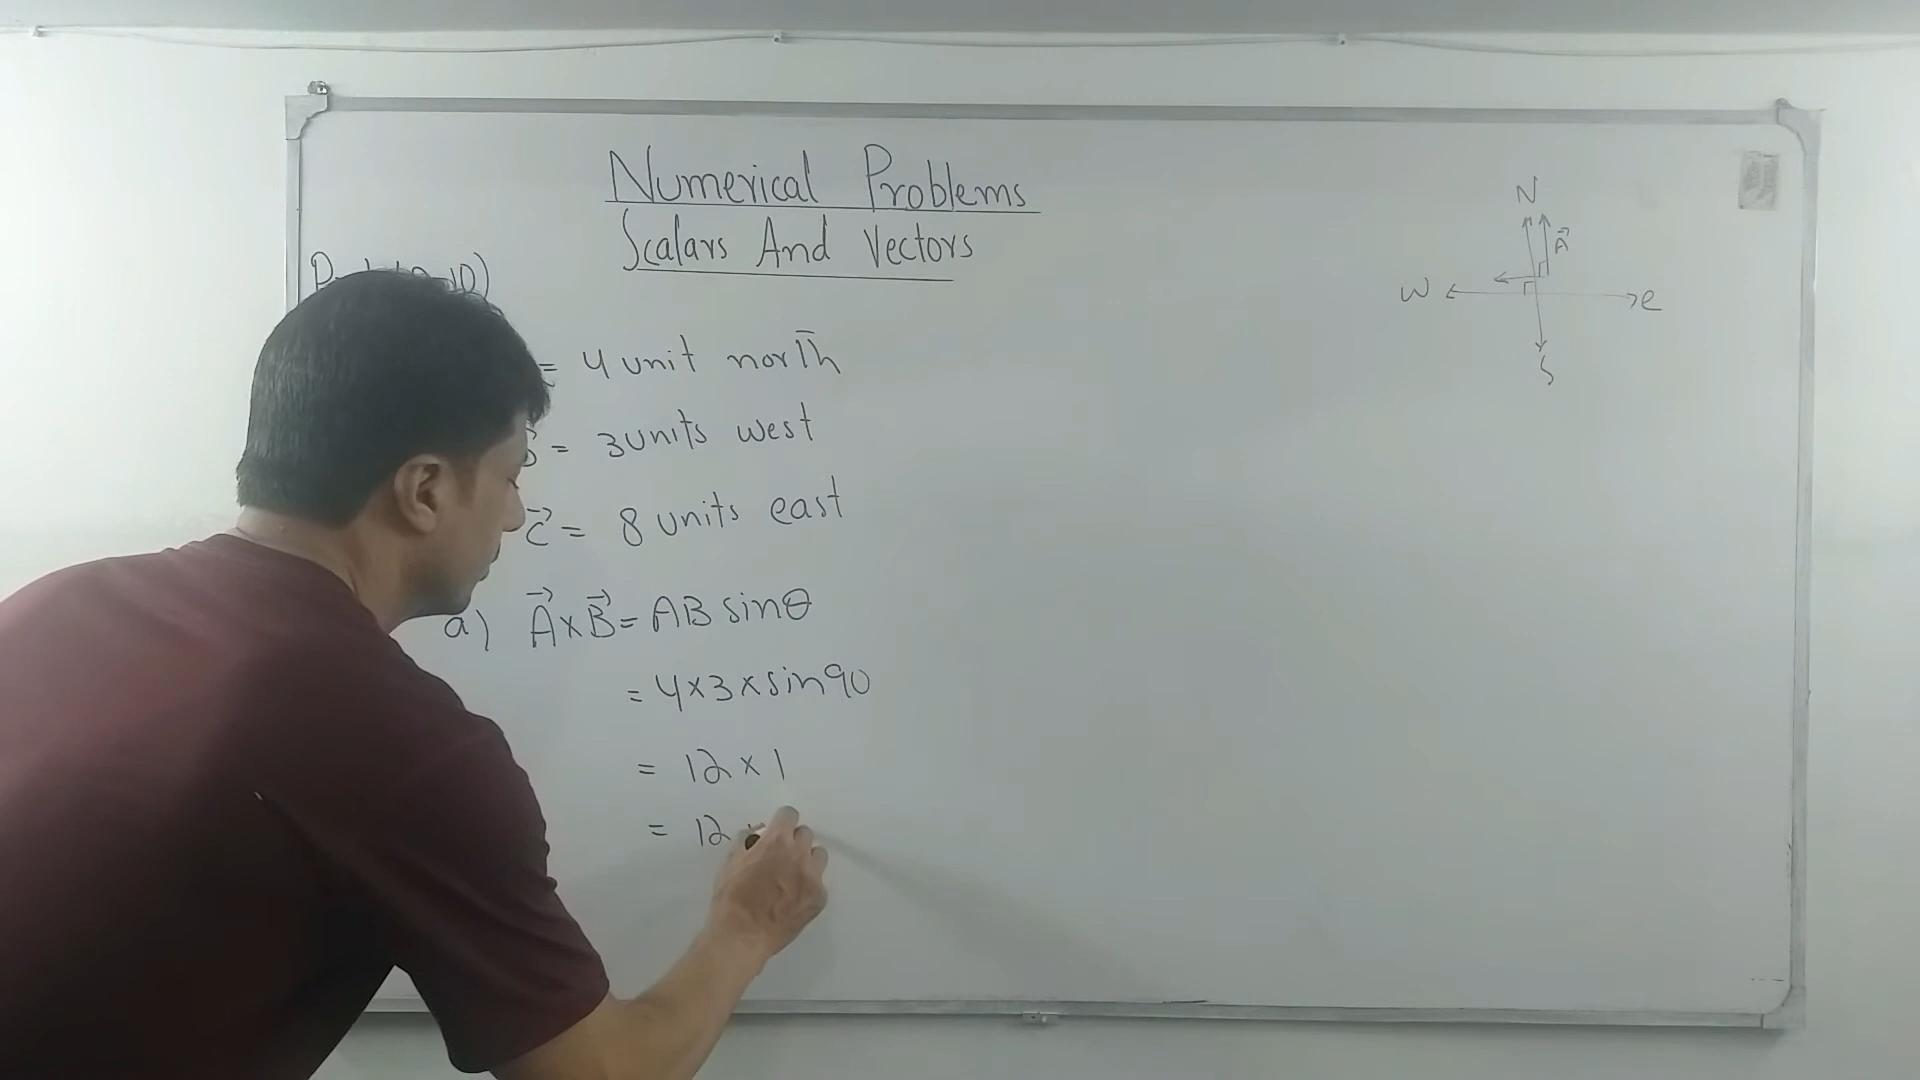 Numerical Problems
Scalars And Vectors
10)
= 4 unit north
= 3 units west
C⃗ = 8 units east
a) A⃗×B⃗ = AB sinθ
= 4×3×sin90
= 12 × 1
= 12
N
A⃗
W
e
S